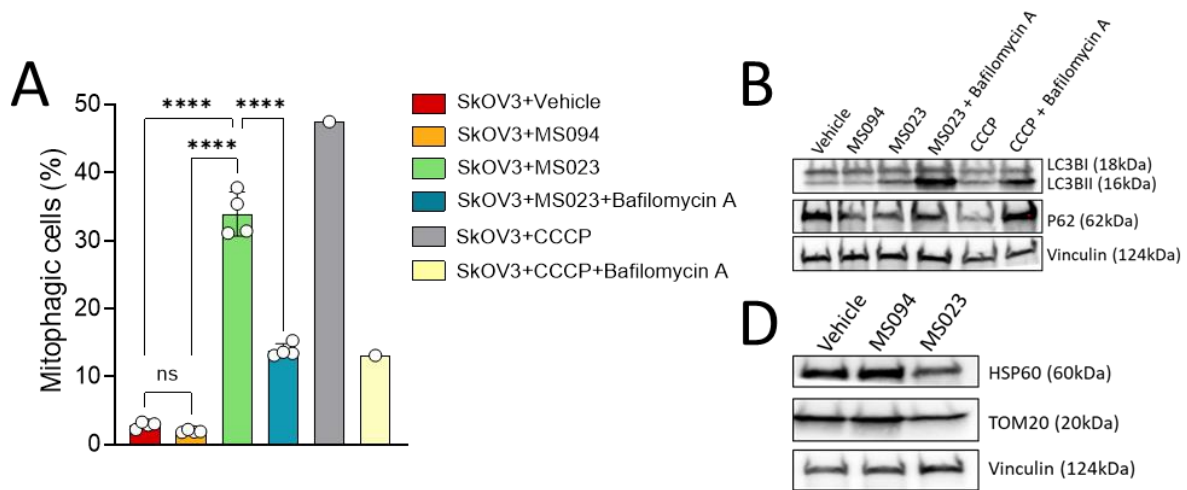 A
Mitophagic cells (%)
50
40
30
20
10
0
****
****
****
ns
SkOV3+Vehicle
SkOV3+MS094
SkOV3+MS023
SkOV3+MS023+Bafilomycin A
SkOV3+CCCP
SkOV3+CCCP+Bafilomycin A
B
Vehicle
MS094
MS023
MS023 + Bafilomycin A
CCCP
CCCP + Bafilomycin A
LC3BI (18kDa)
LC3BII (16kDa)
P62 (62kDa)
Vinculin (124kDa)
D
Vehicle
MS094
MS023
HSP60 (60kDa)
TOM20 (20kDa)
Vinculin (124kDa)